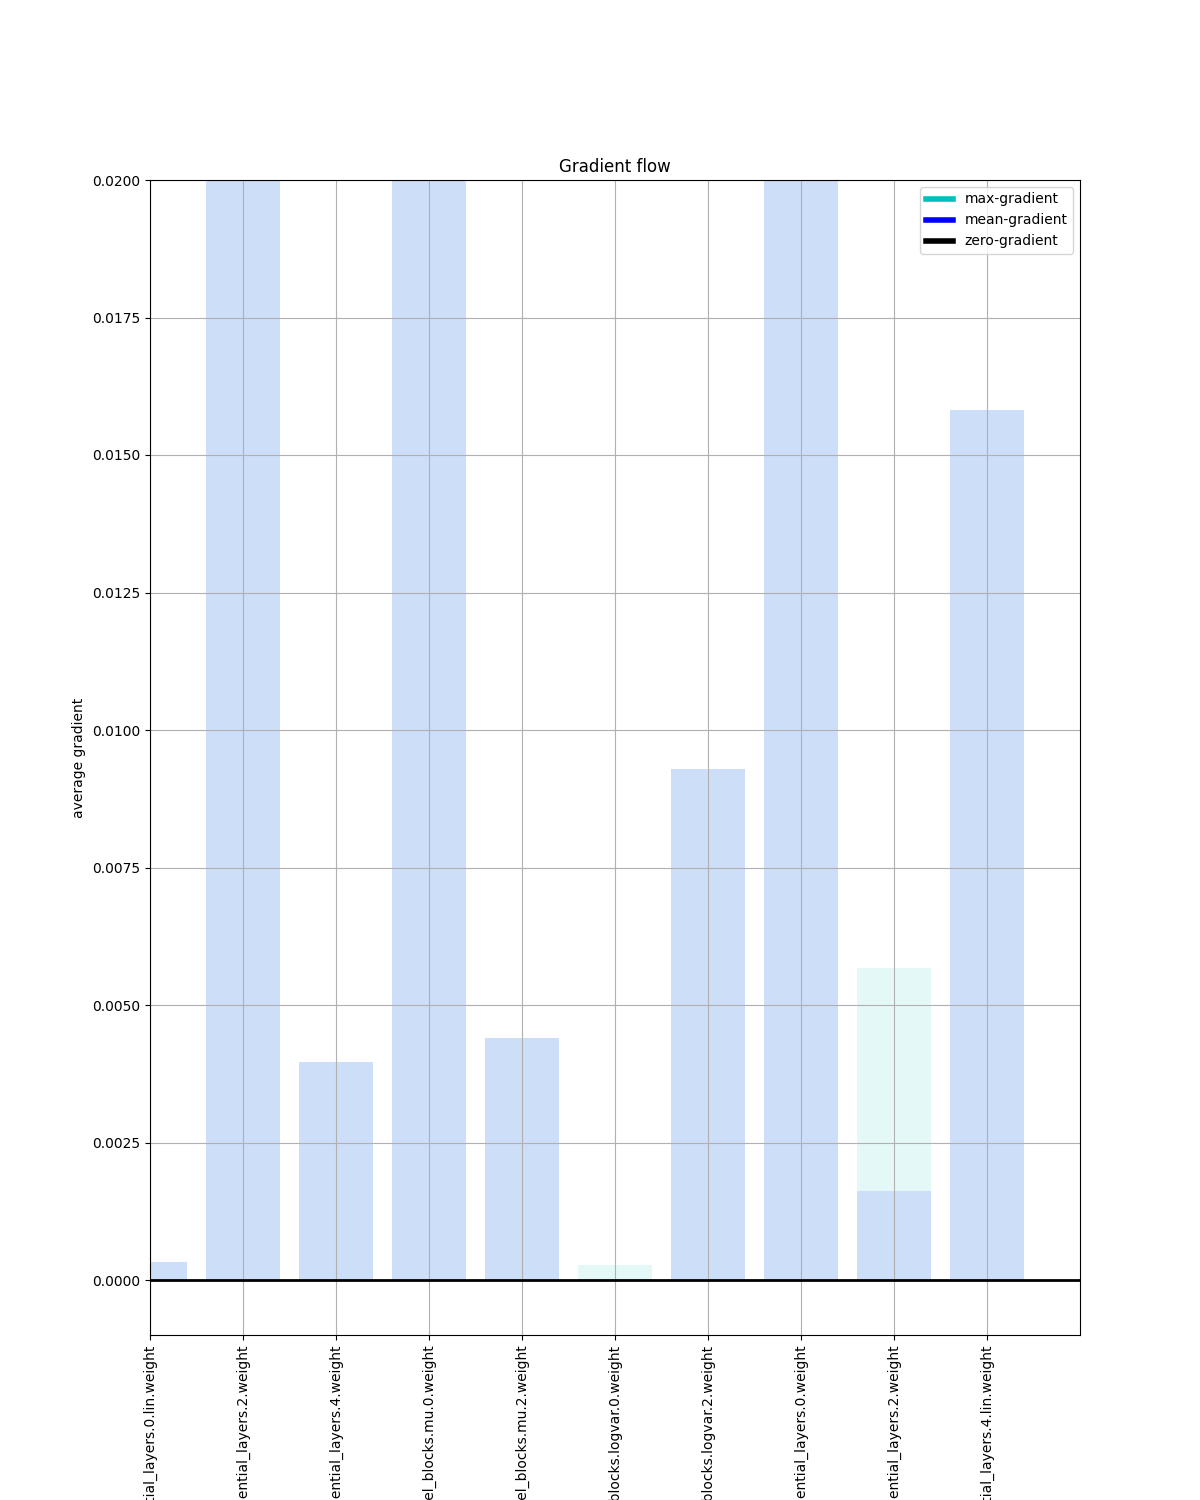 Gradient flow
max-gradient
mean-gradient
zero-gradient
0.0200
0.0175
0.0150
0.0125
0.0100
0.0075
0.0050
0.0025
0.0000
average gradient
tial_layers.0.lin.weight
ential_layers.2.weight
ential_layers.4.weight
el_blocks.mu.0.weight
el_blocks.mu.2.weight
blocks.logvar.0.weight
blocks.logvar.2.weight
ential_layers.0.weight
ential_layers.2.weight
tial_layers.4.lin.weight